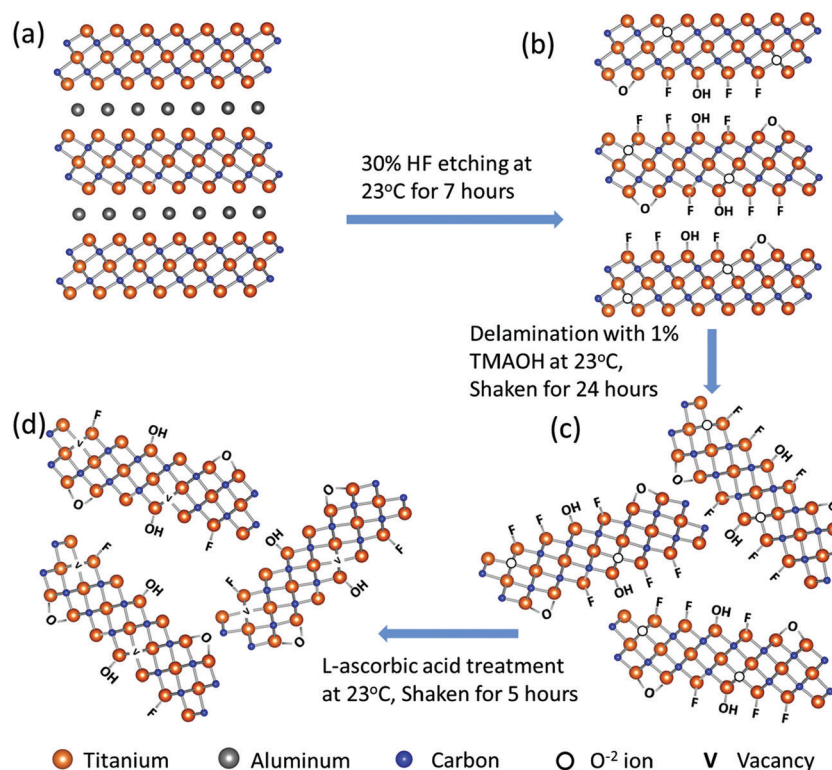 (a)
(b)
O
F
OH
F
F
F
OH
F
O
30% HF etching at
23°C for 7 hours
O
F
OH
F
F
F
F
OH
F
O
Delamination with 1%
TMAOH at 23°C,
Shaken for 24 hours
(d)
(c)
F
V
OH
O
O
V
OH
F
F
V
OH
O
O
V
OH
F
O
OH
F
V
F
V
OH
O
F
F
OH
F
O
F
OH
F
F
O
F
F
OH
F
O
O
F
OH
F
F
F
F
OH
F
O
O
F
OH
F
F
L-ascorbic acid treatment
at 23°C, Shaken for 5 hours
Titanium
Aluminum
Carbon
O⁻² ion
V Vacancy